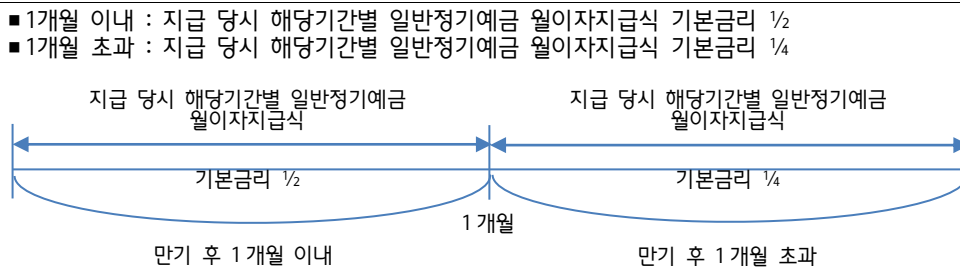 ■1개월 이내 : 지급 당시 해당기간별 일반정기예금 월이자지급식 기본금리 ½
■1개월 초과 : 지급 당시 해당기간별 일반정기예금 월이자지급식 기본금리 ¼
지급 당시 해당기간별 일반정기예금
월이자지급식
지급 당시 해당기간별 일반정기예금
월이자지급식
기본금리 ½
기본금리 ¼
1개월
만기 후 1개월 이내
만기 후 1개월 초과